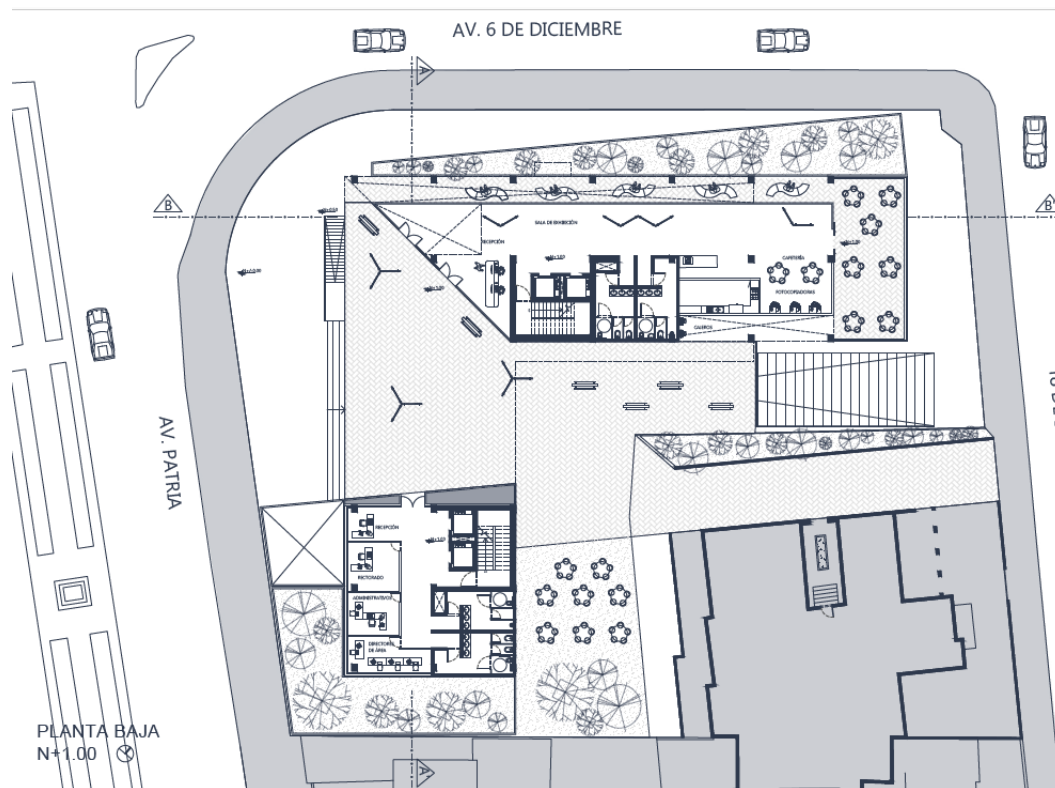 AV. 6 DE DICIEMBRE
A
B
B
SALA DE EXHIBICIÓN
RECEPCIÓN
CAFETERÍA
FOTOCOPIADORAS
CASILEROS
AV. PATRIA
RECEPCIÓN
RECTORADO
ADMINISTRATIVOS
DIRECTORES
DE ÁREA
PLANTA BAJA
N+1.00
A